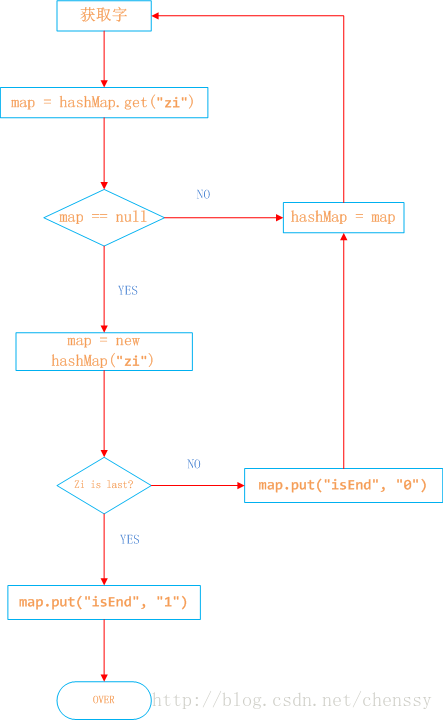 获取字
map = hashMap.get("zi")
map == null
NO
hashMap = map
YES
map = new
hashMap("zi")
Zi is last?
NO
map.put("isEnd", "0")
YES
map.put("isEnd", "1")
OVER
http://blog.csdn.net/chenssy